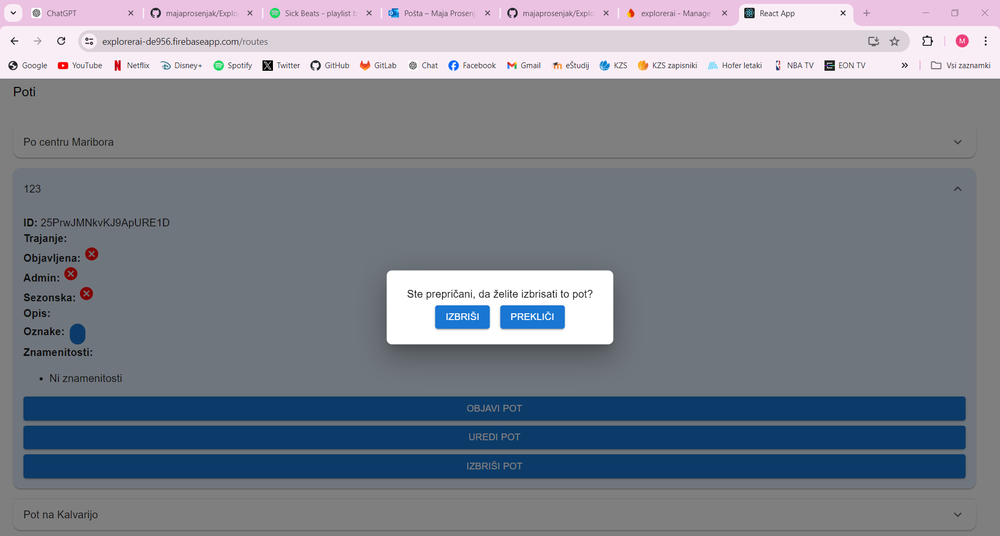 ChatGPT
majaprosenjak/Explo
Sick Beats - playlist b
Pošta – Maja Prosenj
majaprosenjak/Explo
explorerai - Manage
React App
explorerai-de956.firebaseapp.com/routes
M
Google
YouTube
Netflix
Disney+
Spotify
Twitter
GitHub
GitLab
Chat
Facebook
Gmail
eŠtudij
KZS
KZS zapisniki
Hofer letaki
NBA TV
EON TV
Vsi zaznamki
Poti
Po centru Maribora
123
ID: 25PrwJMNkvKJ9ApURE1D
Trajanje:
Objavljena:
Admin:
Sezonska:
Opis:
Oznake:
Znamenitosti:
• Ni znamenitosti
Ste prepričani, da želite izbrisati to pot?
IZBRIŠI
PREKLIČI
OBJAVI POT
UREDI POT
IZBRIŠI POT
Pot na Kalvarijo